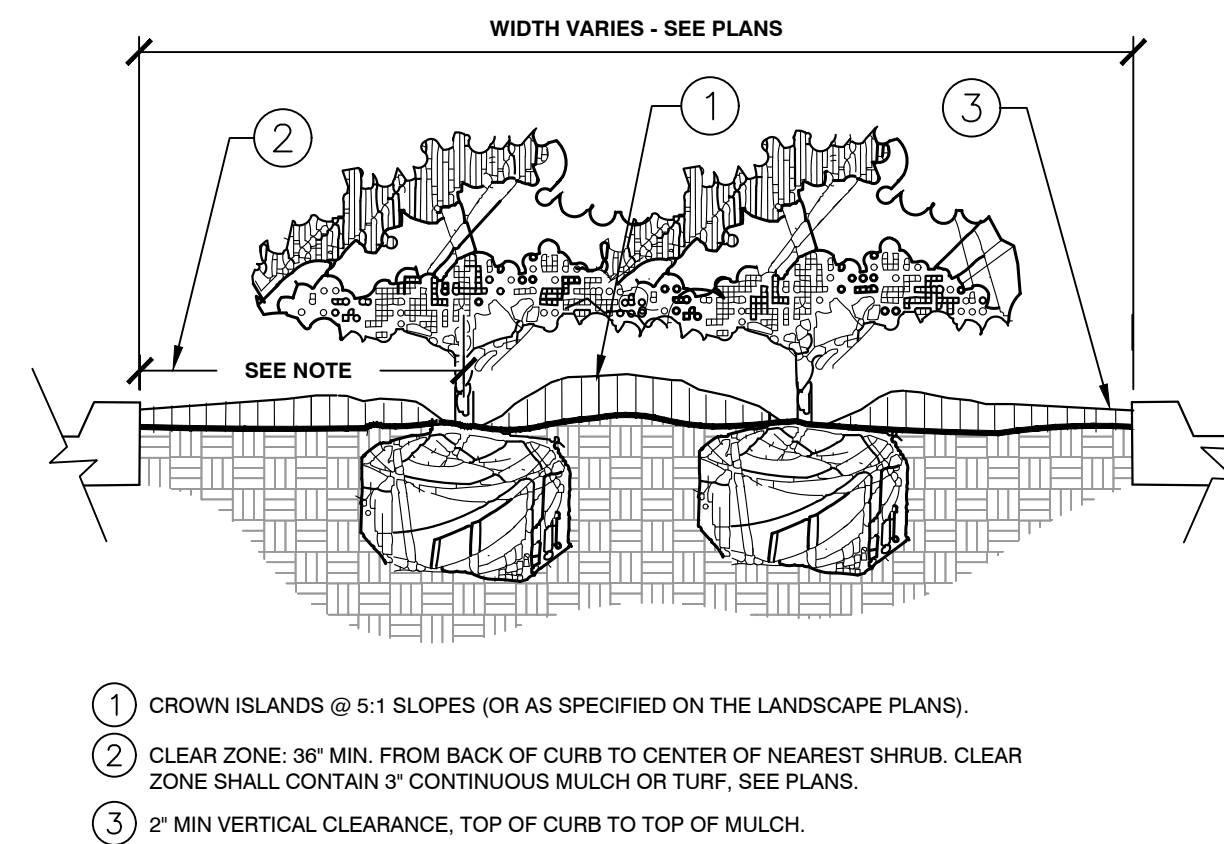 WIDTH VARIES - SEE PLANS
2
1
3
SEE NOTE
1 CROWN ISLANDS @ 5:1 SLOPES (OR AS SPECIFIED ON THE LANDSCAPE PLANS).
2 CLEAR ZONE: 36" MIN. FROM BACK OF CURB TO CENTER OF NEAREST SHRUB. CLEAR
ZONE SHALL CONTAIN 3" CONTINUOUS MULCH OR TURF, SEE PLANS.
3 2" MIN VERTICAL CLEARANCE, TOP OF CURB TO TOP OF MULCH.